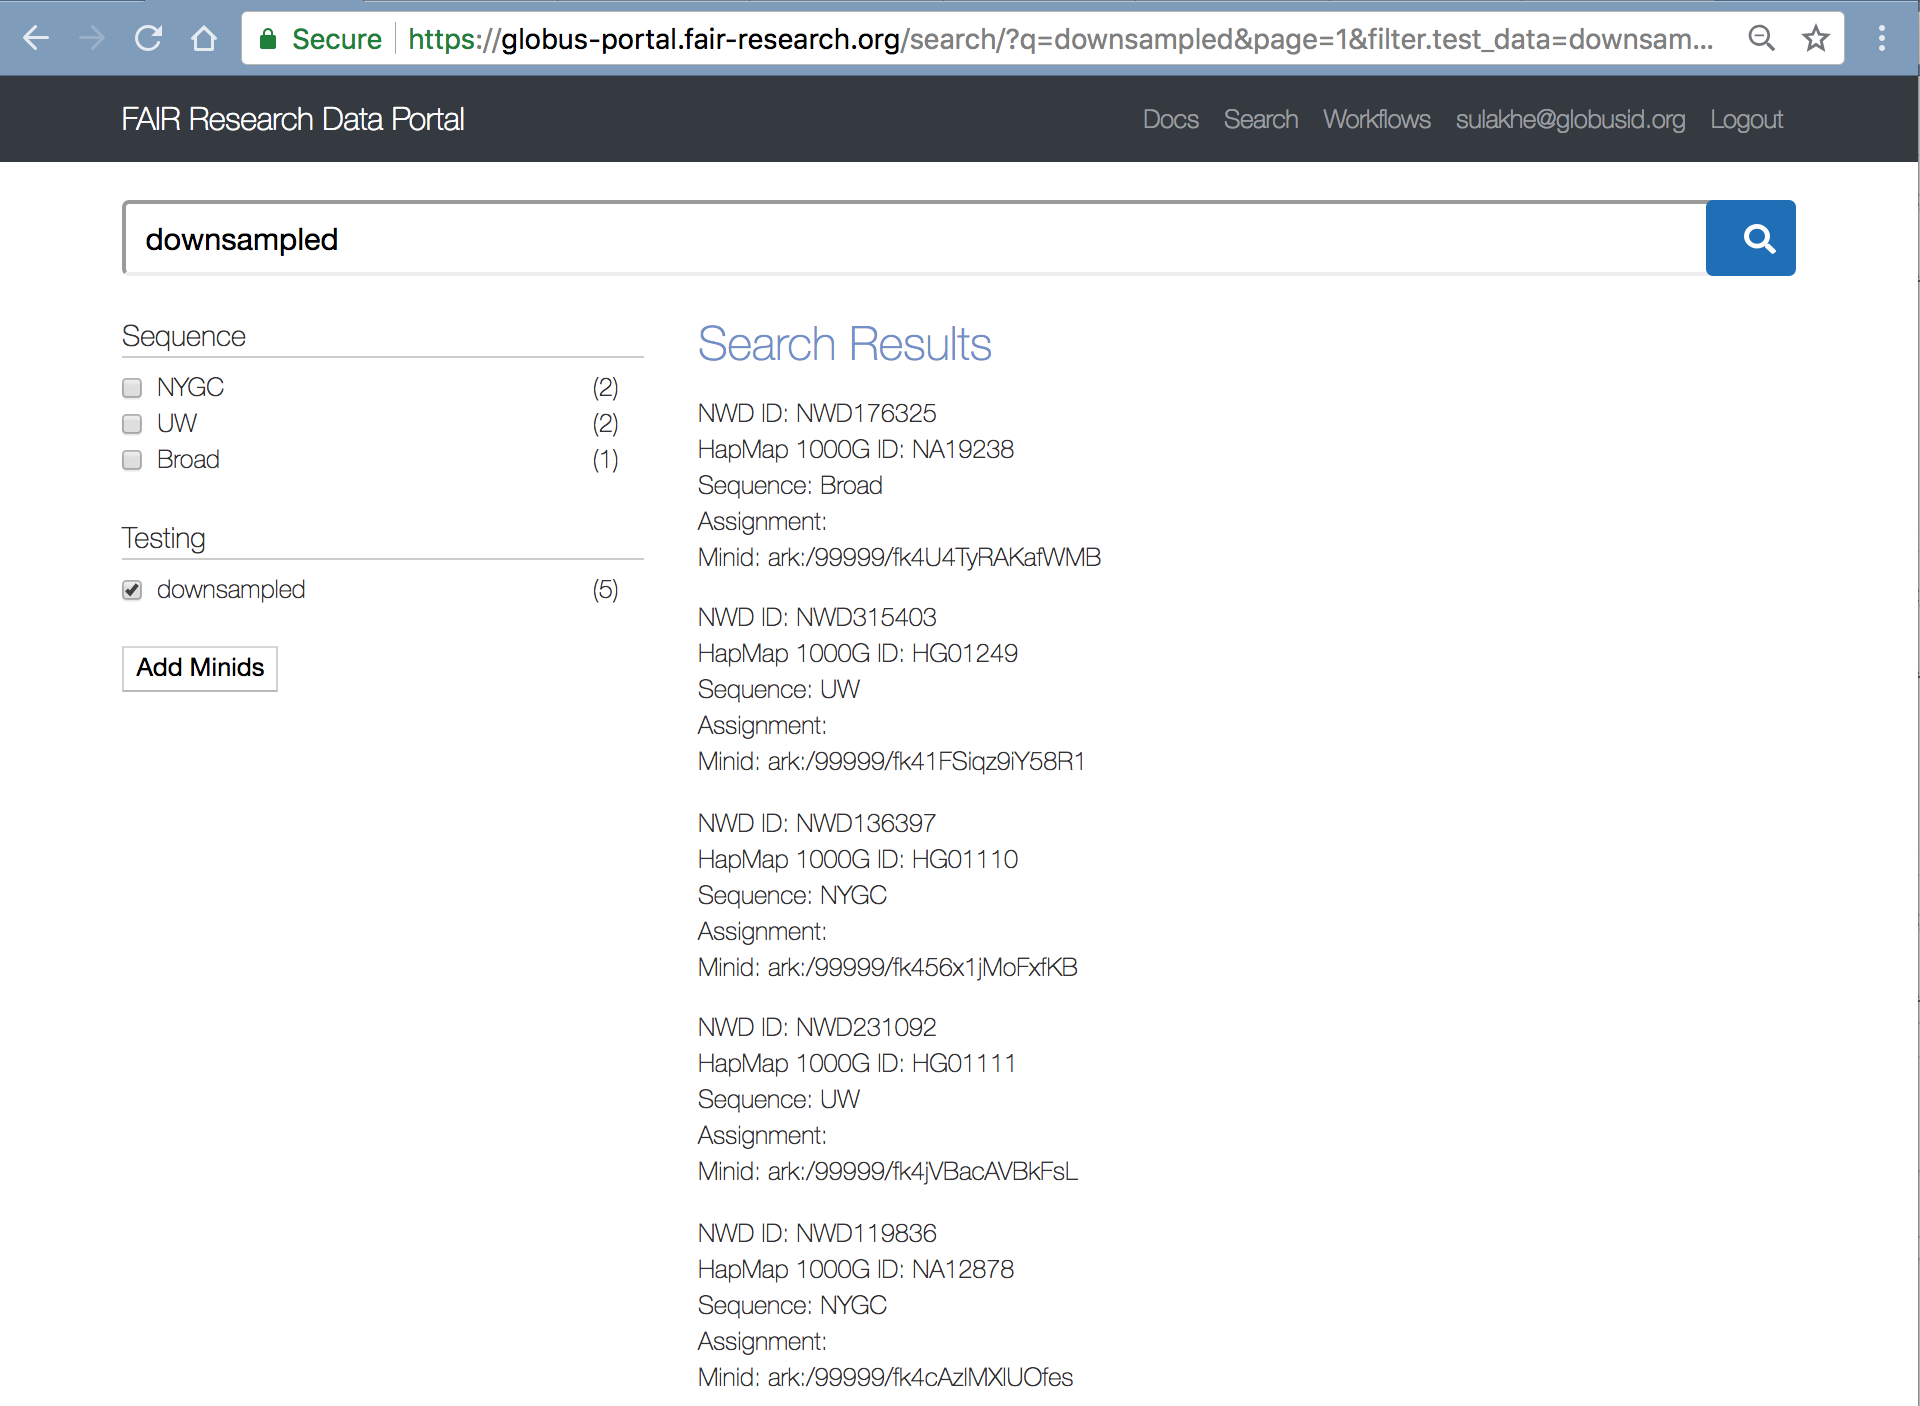 Secure https://globus-portal.fair-research.org/search/?q=downsampled&page=1&filter.test_data=downsam...
FAIR Research Data Portal
Docs Search Workflows sulakhe@globusid.org Logout
downsampled
Sequence
NYGC (2)
UW (2)
Broad (1)
Testing
downsampled (5)
Add Minids
Search Results
NWD ID: NWD176325
HapMap 1000G ID: NA19238
Sequence: Broad
Assignment:
Minid: ark:/99999/fk4U4TyRAKafWMB
NWD ID: NWD315403
HapMap 1000G ID: HG01249
Sequence: UW
Assignment:
Minid: ark:/99999/fk41FSiqz9iY58R1
NWD ID: NWD136397
HapMap 1000G ID: HG01110
Sequence: NYGC
Assignment:
Minid: ark:/99999/fk456x1jMoFxfKB
NWD ID: NWD231092
HapMap 1000G ID: HG01111
Sequence: UW
Assignment:
Minid: ark:/99999/fk4jVBacAVBkFsL
NWD ID: NWD119836
HapMap 1000G ID: NA12878
Sequence: NYGC
Assignment:
Minid: ark:/99999/fk4cAzlMXlUOfes